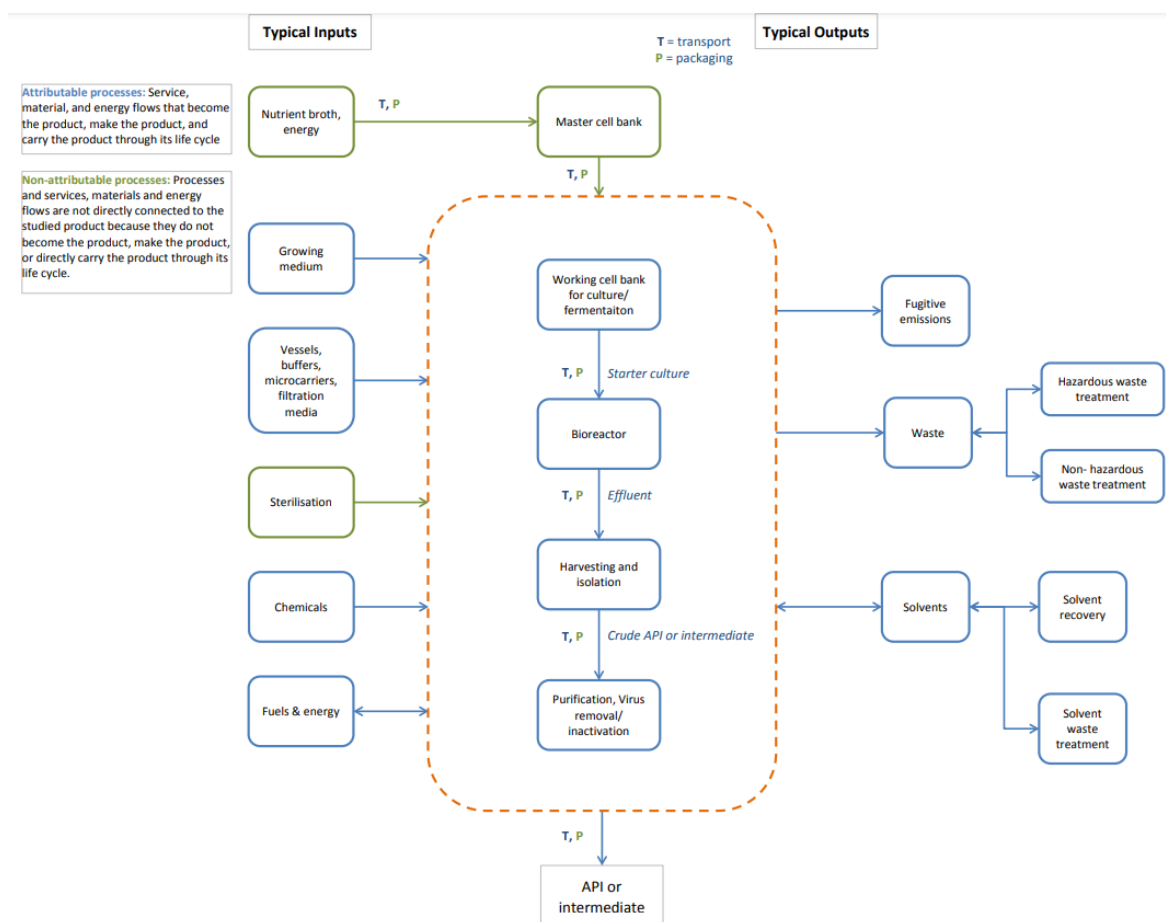 Typical Inputs
Typical Outputs
T = transport
P = packaging
Attributable processes: Service,
material, and energy flows that become
the product, make the product, and
carry the product through its life cycle
Nutrient broth,
energy
T, P
Master cell bank
T, P
Non-attributable processes: Processes
and services, materials and energy
flows are not directly connected to the
studied product because they do not
become the product, make the product,
or directly carry the product through its
life cycle.
Growing
medium
Working cell bank
for culture/
fermentaiton
Fugitive
emissions
Vessels,
buffers,
microcarriers,
filtration
media
T, P
Starter culture
Hazardous waste
treatment
Bioreactor
Waste
Non- hazardous
waste treatment
Sterilisation
T, P
Effluent
Harvesting and
isolation
Chemicals
Solvents
Solvent
recovery
T, P
Crude API or intermediate
Fuels & energy
Purification, Virus
removal/
inactivation
Solvent
waste
treatment
T, P
API or
intermediate